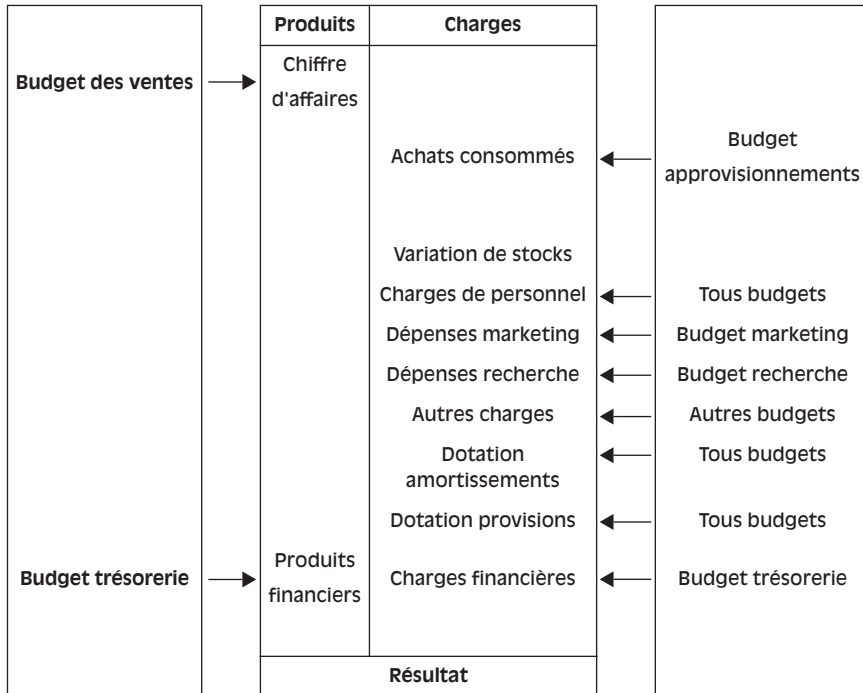 Produits Charges
Budget des ventes
Chiffre
d'affaires
Achats consommés
Budget
approvisionnements
Variation de stocks
Charges de personnel Tous budgets
Dépenses marketing Budget marketing
Dépenses recherche Budget recherche
Autres charges Autres budgets
Dotation
amortissements
Tous budgets
Dotation provisions Tous budgets
Budget trésorerie
Produits
financiers
Charges financières Budget trésorerie
Résultat